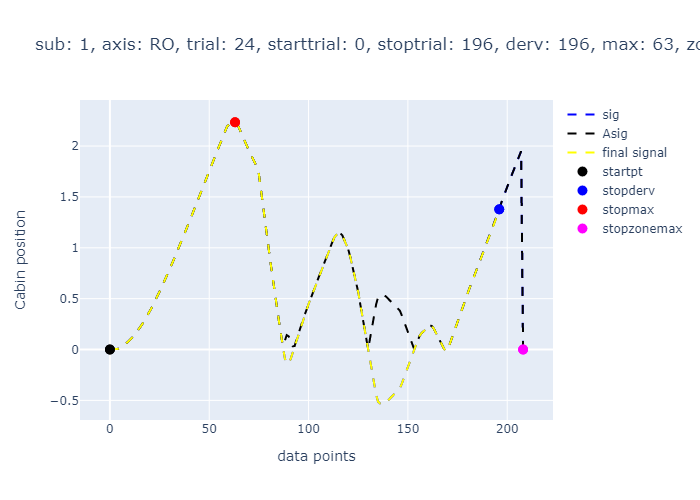 sub: 1, axis: RO, trial: 24, starttrial: 0, stoptrial: 196, derv: 196, max: 63, zo
sig
Asig
final signal
startpt
stopderv
stopmax
stopzonemax
Cabin position
2
1.5
1
0.5
0
−0.5
0
50
100
150
200
data points